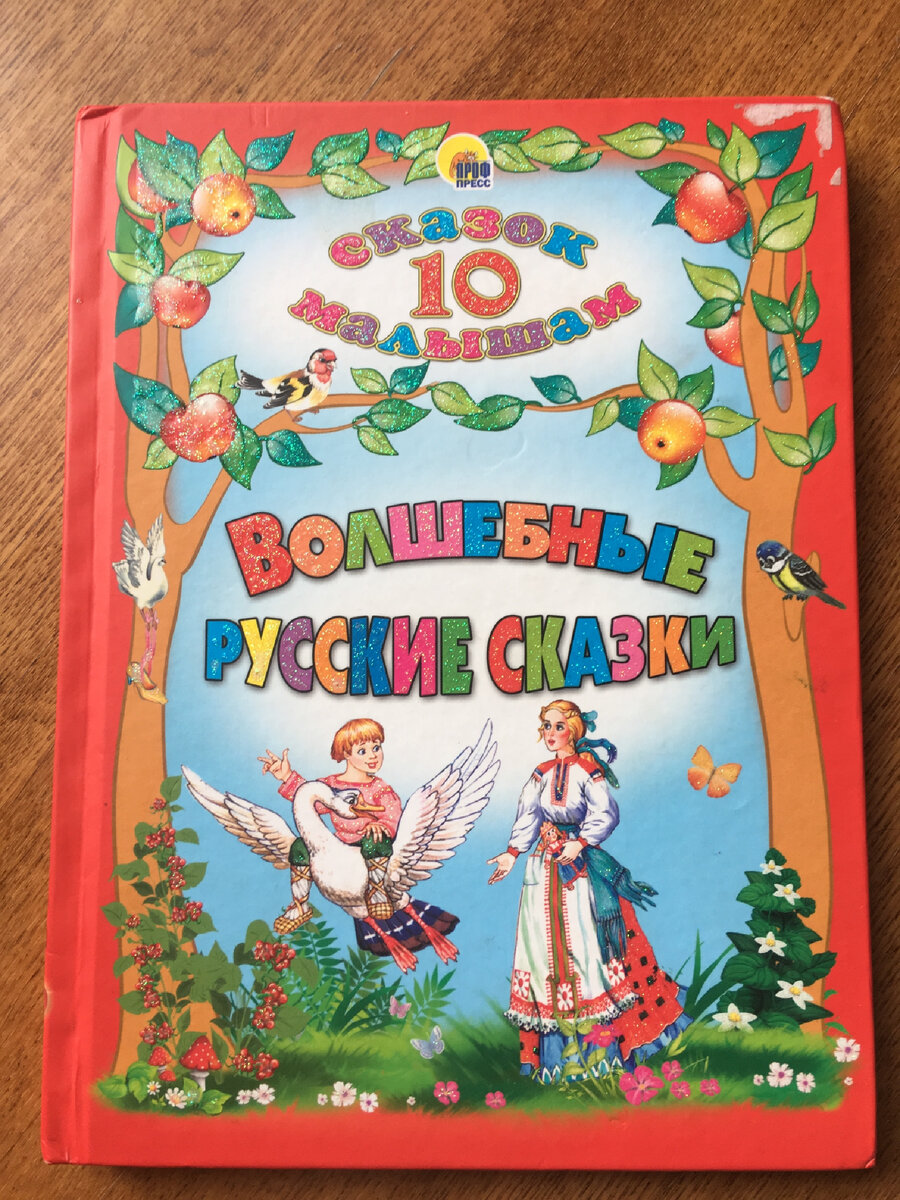 ПРОФ
ПРЕСС
сказок
10
малышам
Волшебные
русские сказки